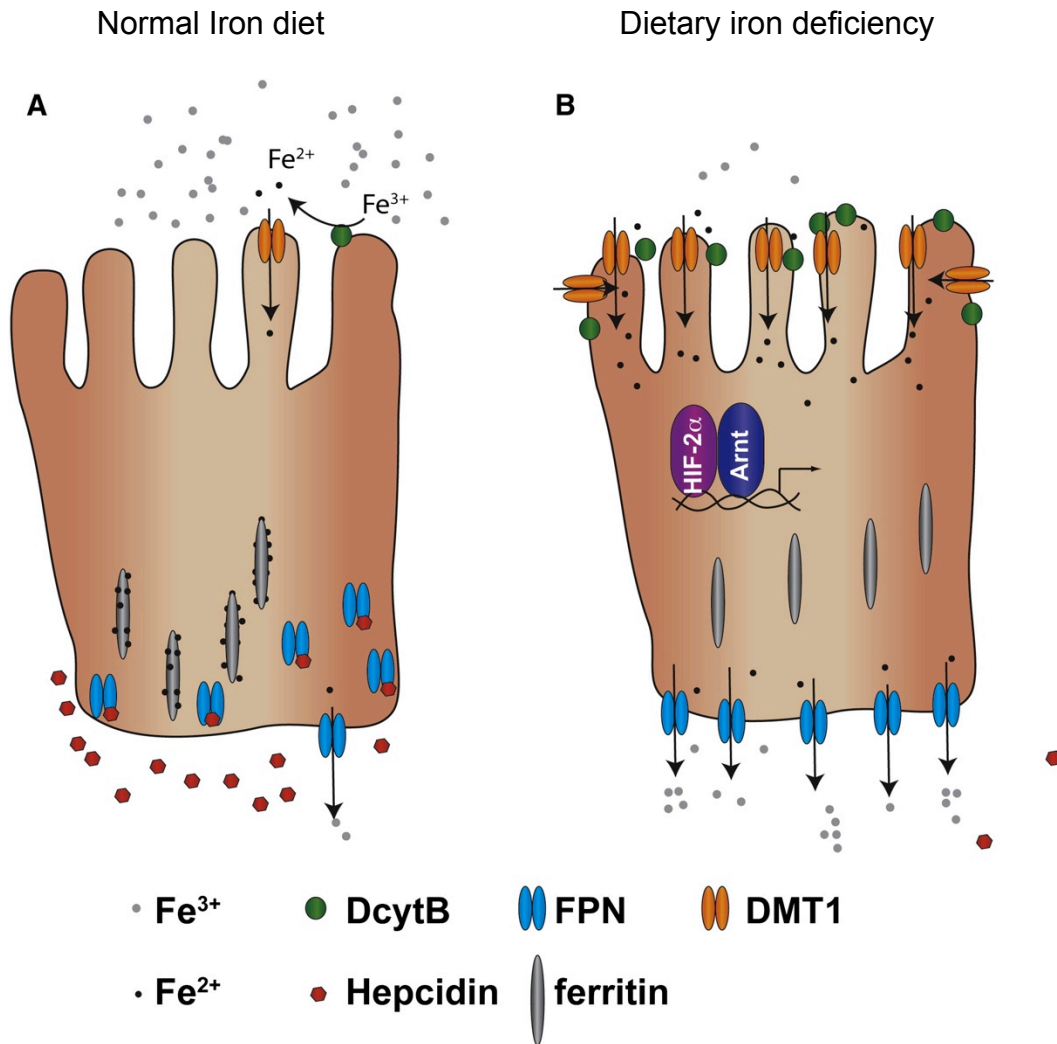 Normal Iron diet
Dietary iron deficiency
A
B
Fe²⁺
Fe³⁺
HIF-2α
Arnt
Fe³⁺
DcytB
FPN
DMT1
Fe²⁺
Hepcidin
ferritin